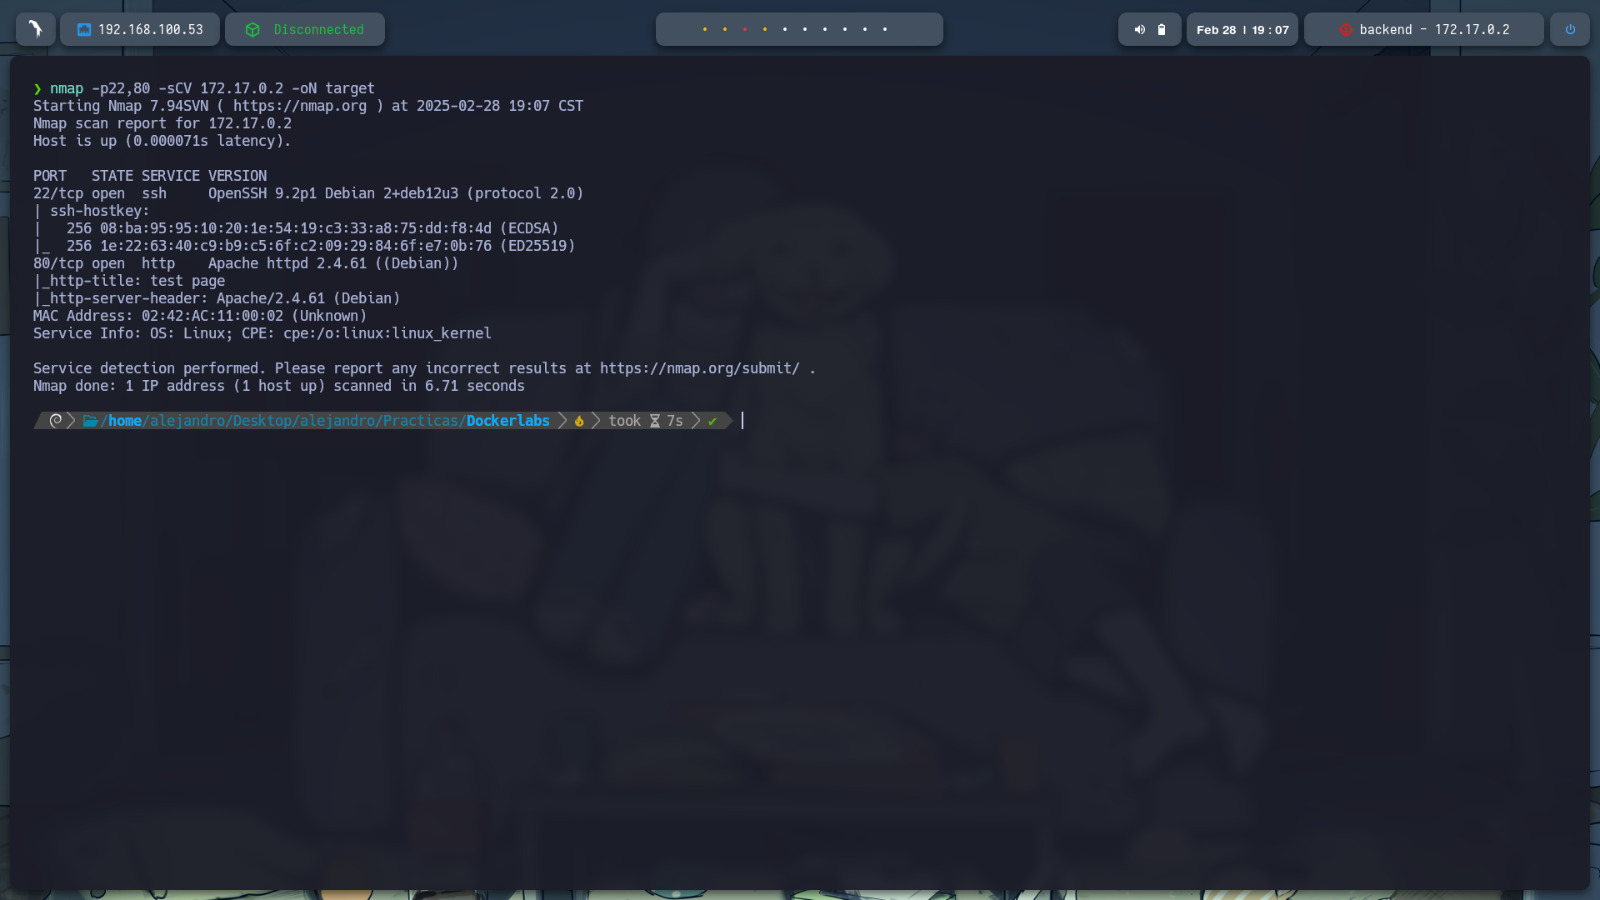 192.168.100.53
Disconnected
Feb 28 | 19 : 07
backend - 172.17.0.2
❯ nmap -p22,80 -sCV 172.17.0.2 -oN target
Starting Nmap 7.94SVN ( https://nmap.org ) at 2025-02-28 19:07 CST
Nmap scan report for 172.17.0.2
Host is up (0.000071s latency).
PORT   STATE SERVICE VERSION
22/tcp open  ssh     OpenSSH 9.2p1 Debian 2+deb12u3 (protocol 2.0)
| ssh-hostkey:
|   256 08:ba:95:95:10:20:1e:54:19:c3:33:a8:75:dd:f8:4d (ECDSA)
|_  256 1e:22:63:40:c9:b9:c5:6f:c2:09:29:84:6f:e7:0b:76 (ED25519)
80/tcp open  http    Apache httpd 2.4.61 ((Debian))
|_http-title: test page
|_http-server-header: Apache/2.4.61 (Debian)
MAC Address: 02:42:AC:11:00:02 (Unknown)
Service Info: OS: Linux; CPE: cpe:/o:linux:linux_kernel
Service detection performed. Please report any incorrect results at https://nmap.org/submit/ .
Nmap done: 1 IP address (1 host up) scanned in 6.71 seconds
/home/alejandro/Desktop/alejandro/Practicas/Dockerlabs took 7s ✔